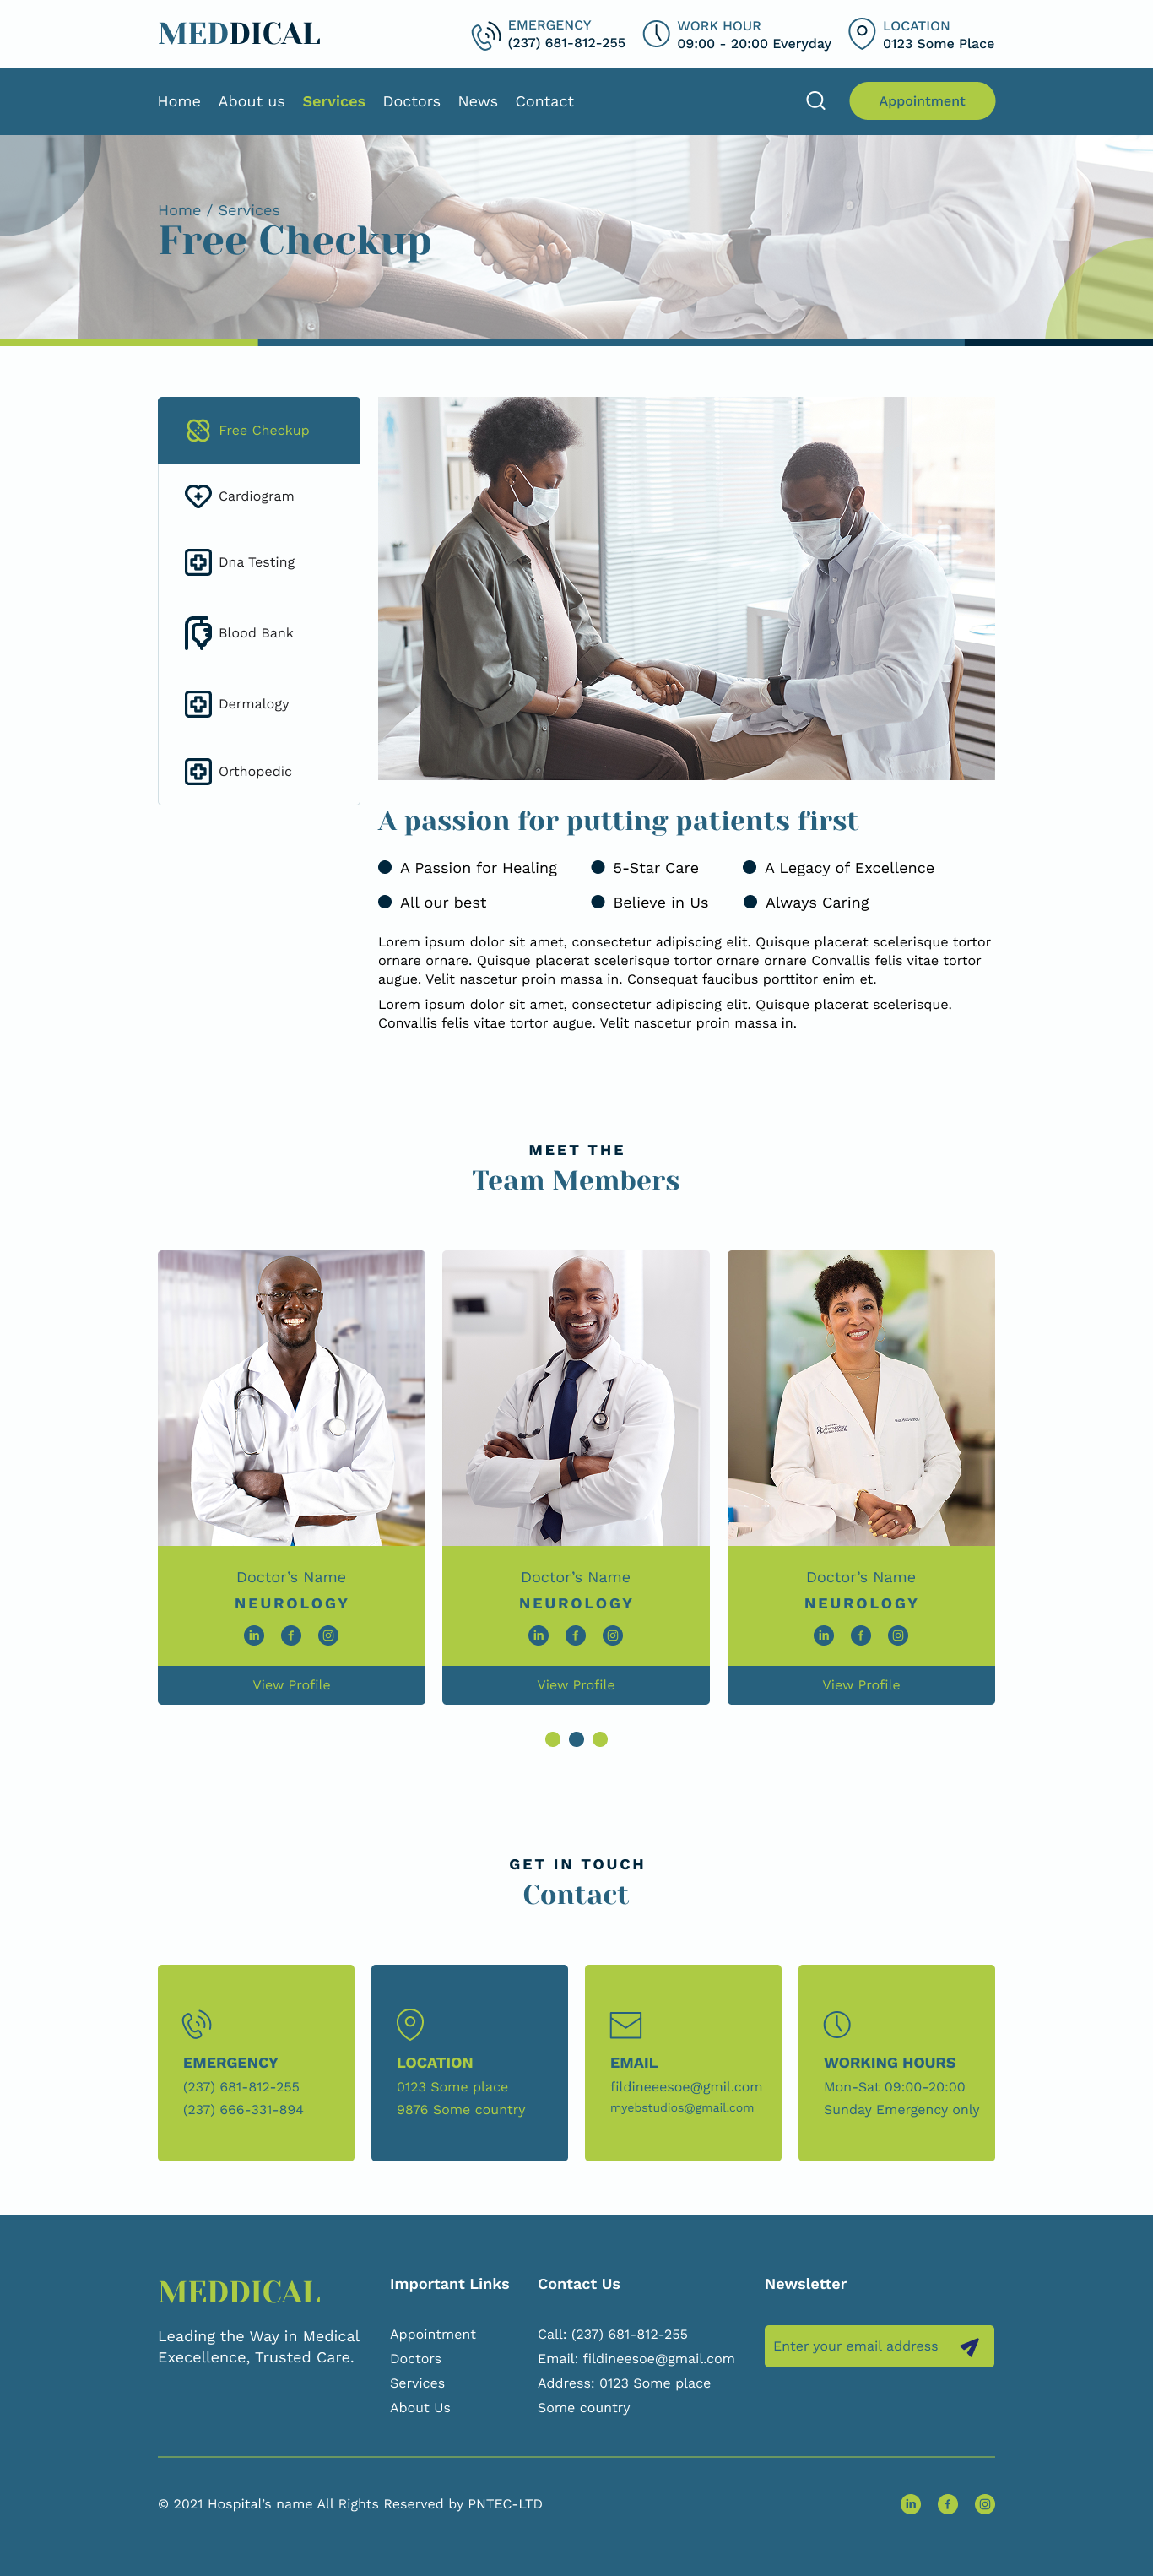 MEDDICAL
EMERGENCY
(237) 681-812-255
WORK HOUR
09:00 - 20:00 Everyday
LOCATION
0123 Some Place
Home About us Services Doctors News Contact
Appointment
Home / Services
Free Checkup
Free Checkup
Cardiogram
Dna Testing
Blood Bank
Dermalogy
Orthopedic
A passion for putting patients first
A Passion for Healing
5-Star Care
A Legacy of Excellence
All our best
Believe in Us
Always Caring
Lorem ipsum dolor sit amet, consectetur adipiscing elit. Quisque placerat scelerisque tortor
ornare ornare. Quisque placerat scelerisque tortor ornare ornare Convallis felis vitae tortor
augue. Velit nascetur proin massa in. Consequat faucibus porttitor enim et.
Lorem ipsum dolor sit amet, consectetur adipiscing elit. Quisque placerat scelerisque.
Convallis felis vitae tortor augue. Velit nascetur proin massa in.
MEET THE
Team Members
Doctor’s Name
NEUROLOGY
View Profile
Doctor’s Name
NEUROLOGY
View Profile
Doctor’s Name
NEUROLOGY
View Profile
GET IN TOUCH
Contact
EMERGENCY
(237) 681-812-255
(237) 666-331-894
LOCATION
0123 Some place
9876 Some country
EMAIL
fildineeesoe@gmil.com
myebstudios@gmail.com
WORKING HOURS
Mon-Sat 09:00-20:00
Sunday Emergency only
MEDDICAL
Leading the Way in Medical
Execellence, Trusted Care.
Important Links
Appointment
Doctors
Services
About Us
Contact Us
Call: (237) 681-812-255
Email: fildineesoe@gmail.com
Address: 0123 Some place
Some country
Newsletter
Enter your email address
© 2021 Hospital’s name All Rights Reserved by PNTEC-LTD